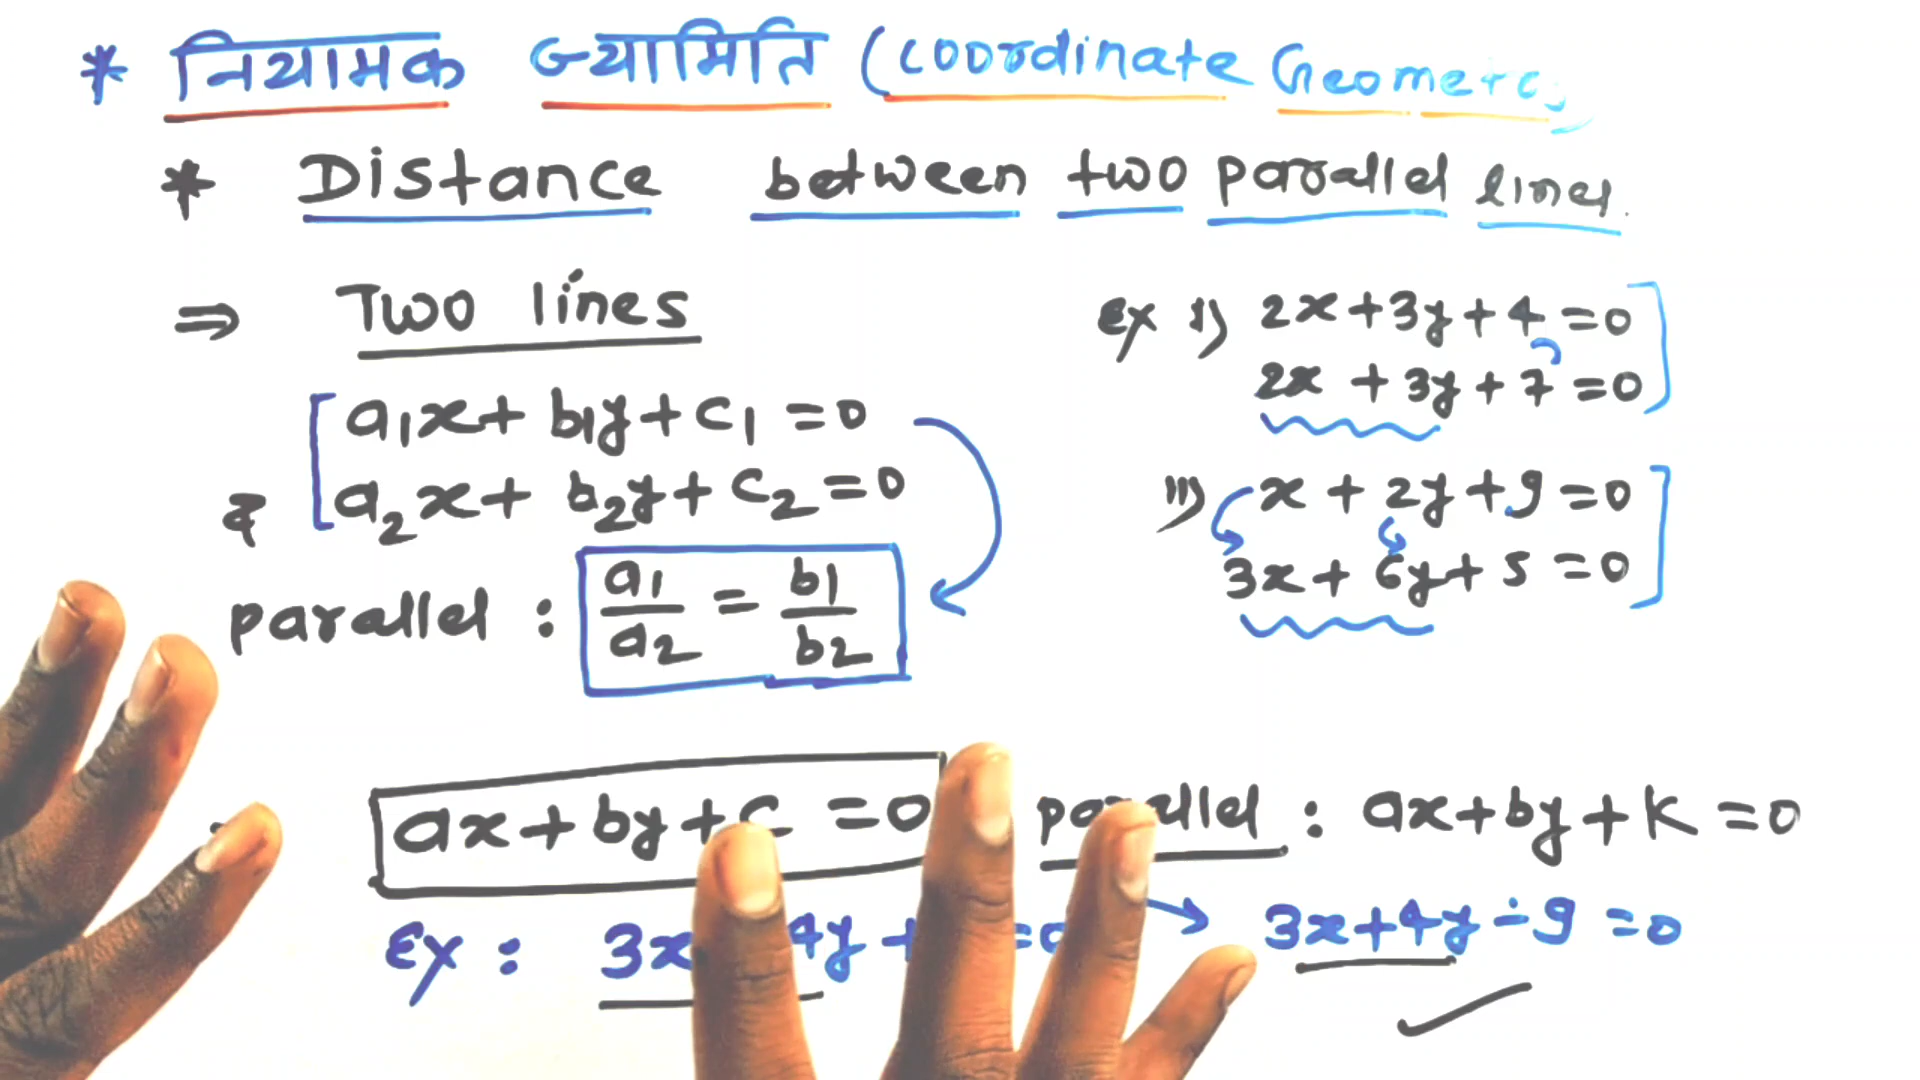 * नियामक ज्यामिति (Coordinate Geometry
* Distance between two parallel lines.
⇒ Two lines
a₁x + b₁y + c₁ = 0
& a₂x + b₂y + c₂ = 0
parallel : a₁/a₂ = b₁/b₂
Ex i) 2x + 3y + 4 = 0
2x + 3y + 7 = 0
ii) x + 2y + 9 = 0
3x + 6y + 5 = 0
ax + by + c = 0 parallel : ax + by + k = 0
Ex : 3x 4y + = 0 → 3x + 4y - 9 = 0